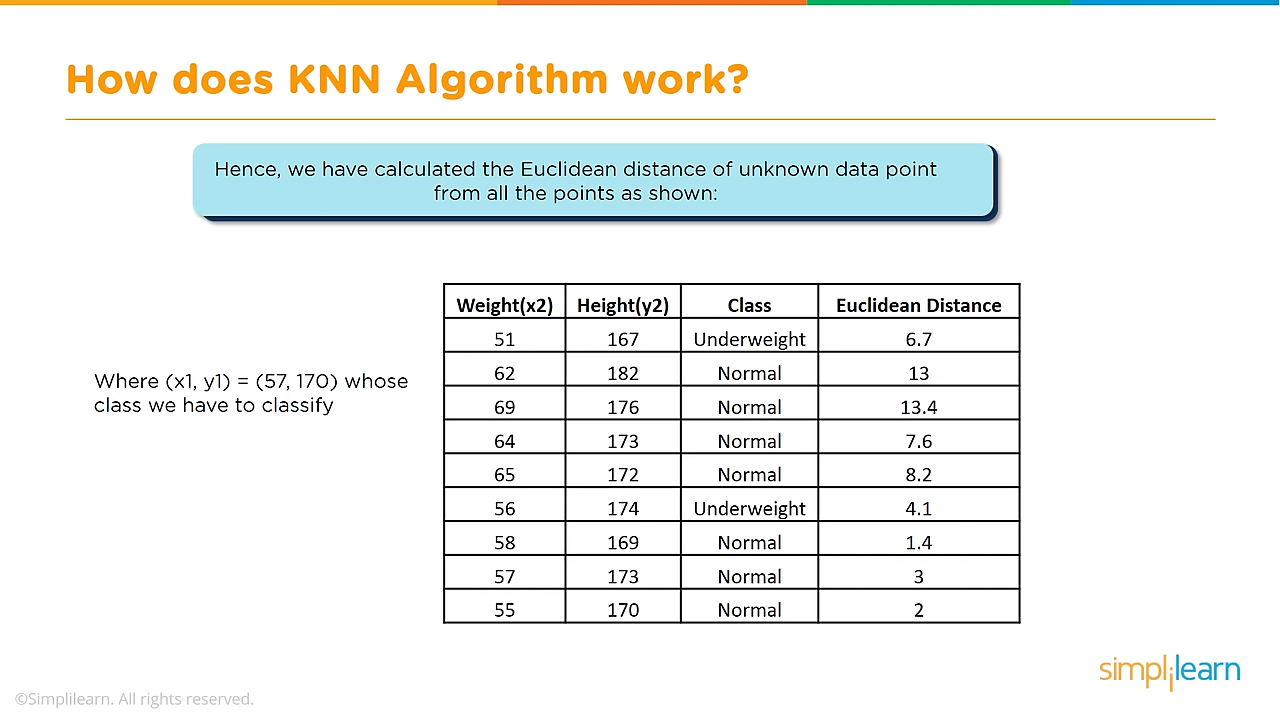 How does KNN Algorithm work?
Hence, we have calculated the Euclidean distance of unknown data point
from all the points as shown:
Where (x1, y1) = (57, 170) whose
class we have to classify
Weight(x2) Height(y2) Class Euclidean Distance
51 167 Underweight 6.7
62 182 Normal 13
69 176 Normal 13.4
64 173 Normal 7.6
65 172 Normal 8.2
56 174 Underweight 4.1
58 169 Normal 1.4
57 173 Normal 3
55 170 Normal 2
simplilearn
©Simplilearn. All rights reserved.